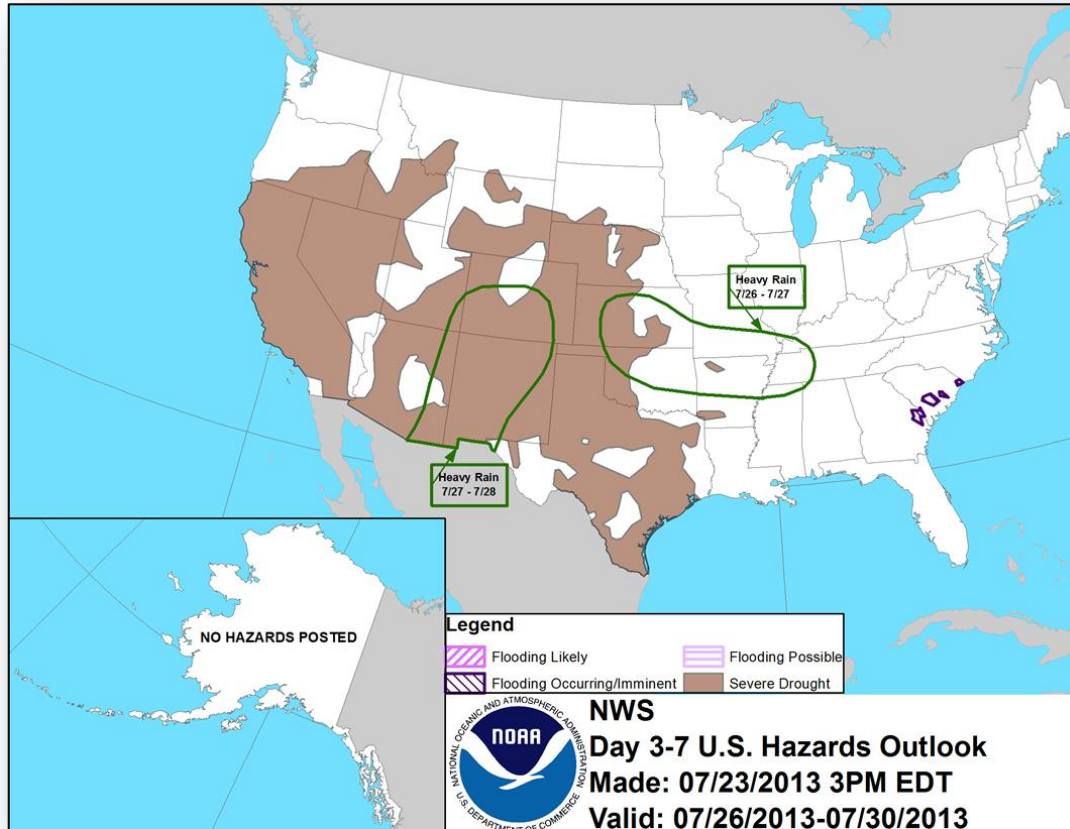 Heavy Rain
7/26 - 7/27
Heavy Rain
7/27 - 7/28
NO HAZARDS POSTED
Legend
Flooding Likely
Flooding Possible
Flooding Occurring/Imminent
Severe Drought
NATIONAL OCEANIC AND ATMOSPHERIC ADMINISTRATION
NOAA
U.S. DEPARTMENT OF COMMERCE
NWS
Day 3-7 U.S. Hazards Outlook
Made: 07/23/2013 3PM EDT
Valid: 07/26/2013-07/30/2013